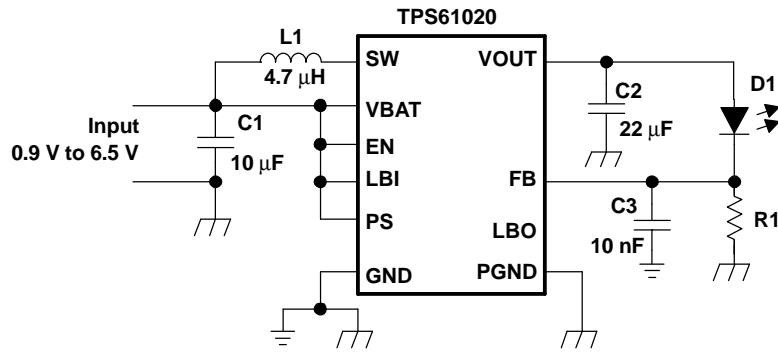 TPS61020
L1
4.7 μH
SW
VOUT
D1
VBAT
C2
22 μF
Input
0.9 V to 6.5 V
C1
10 μF
EN
LBI
FB
PS
C3
10 nF
R1
LBO
GND
PGND